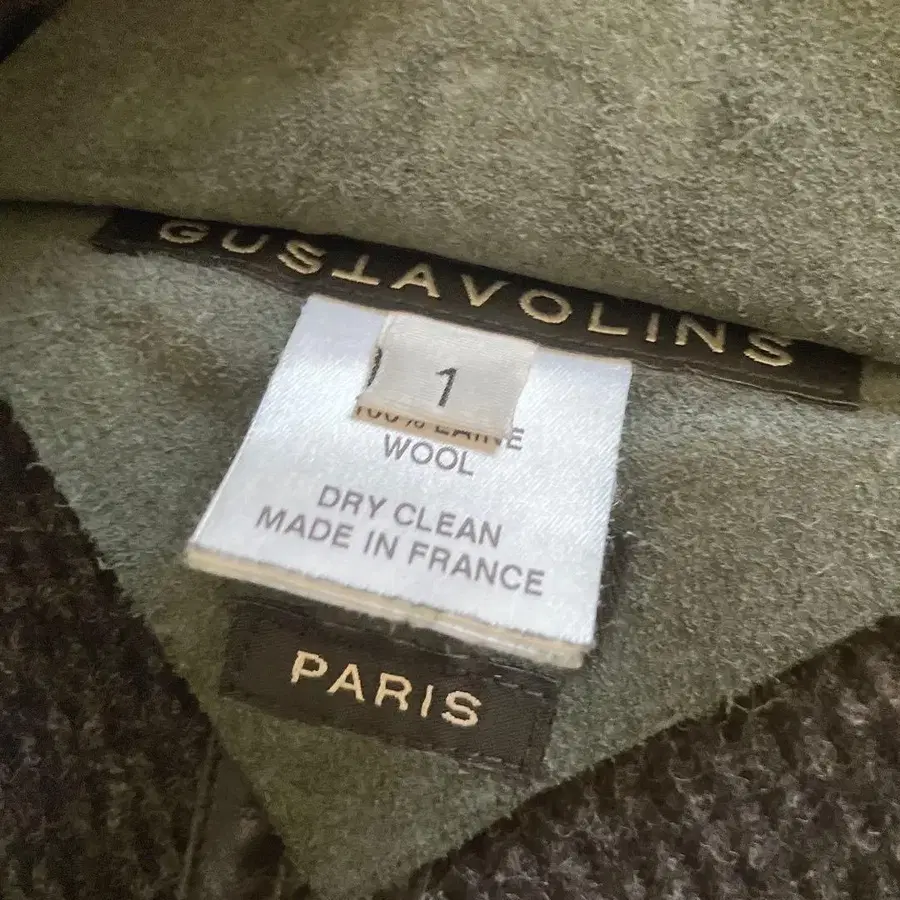 GUSTAVOLINS
1
100% LAINE
WOOL
DRY CLEAN
MADE IN FRANCE
PARIS